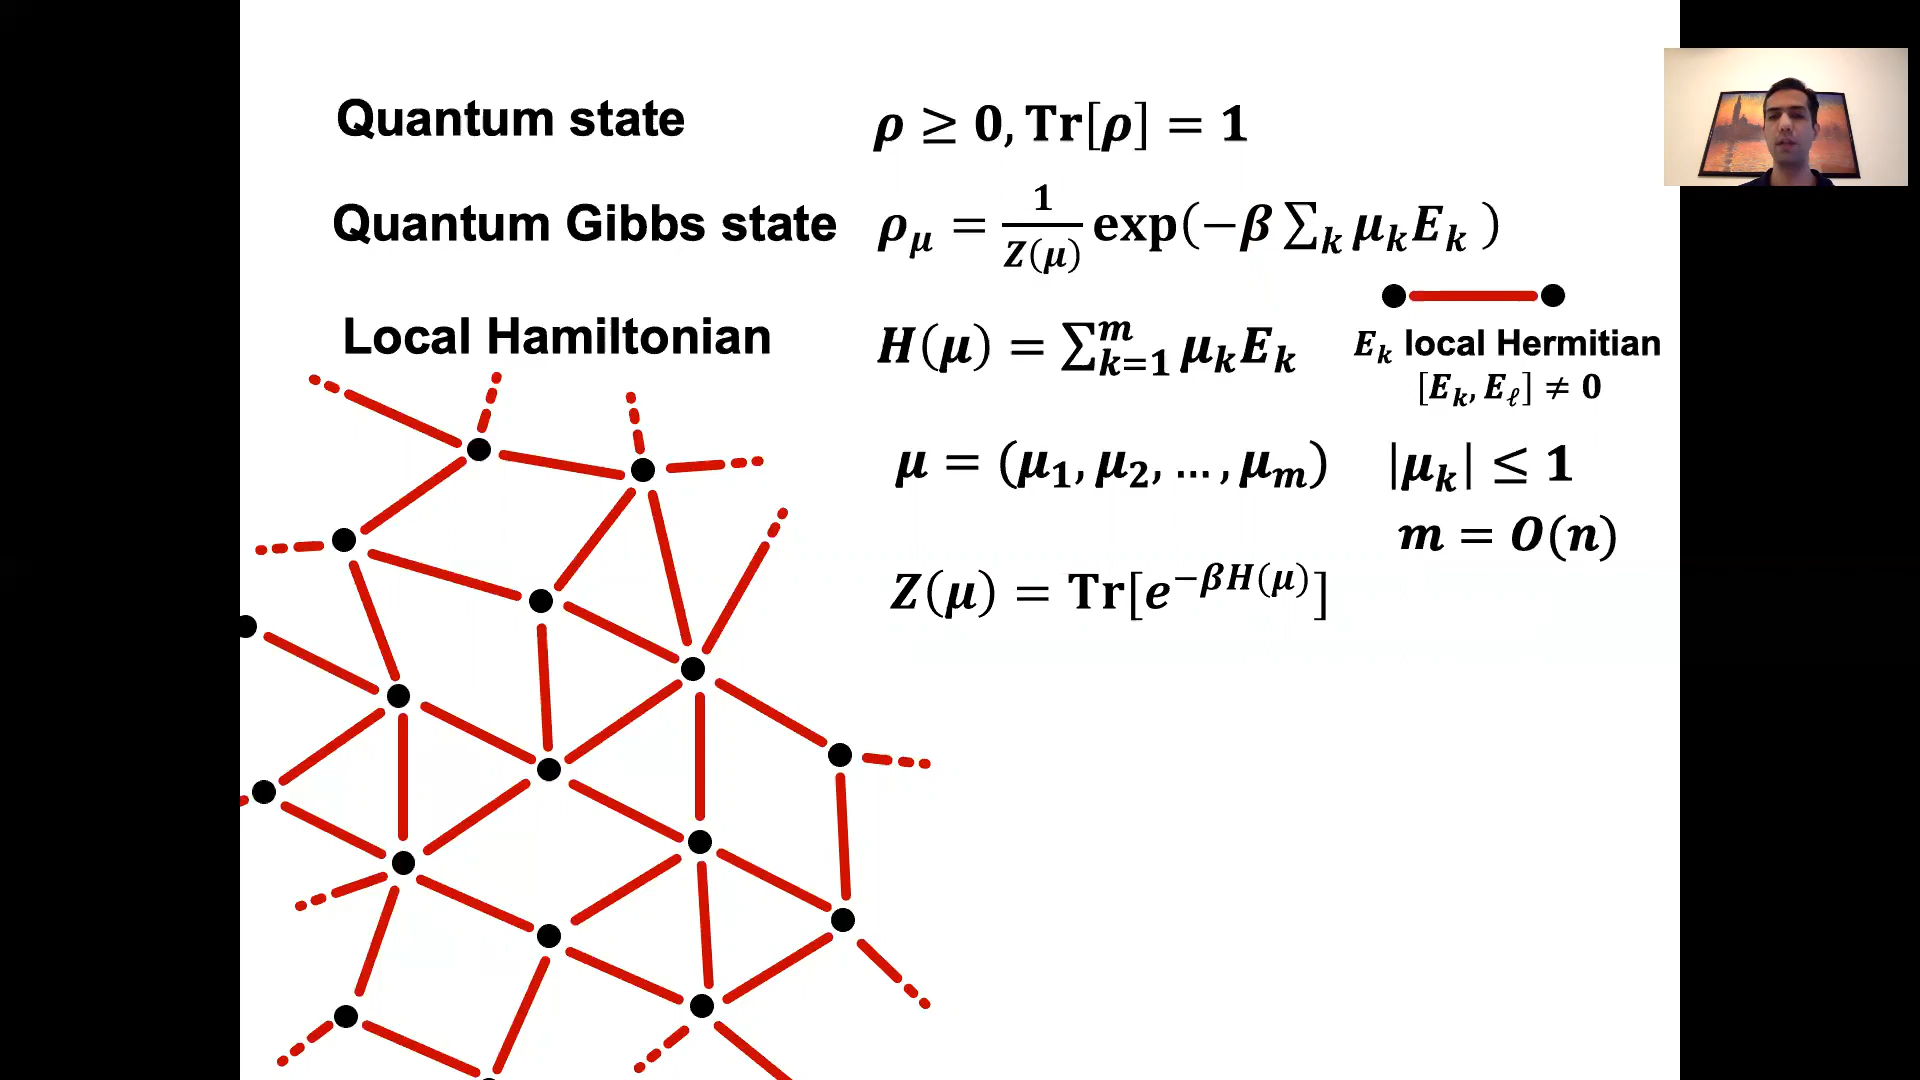 Quantum state ρ ≥ 0, Tr[ρ] = 1
Quantum Gibbs state ρ_μ = 1/Z(μ) exp(−β ∑_k μ_k E_k )
Local Hamiltonian H(μ) = ∑_{k=1}^m μ_k E_k
E_k local Hermitian
[E_k, E_ℓ] ≠ 0
μ = (μ_1, μ_2, … , μ_m) |μ_k| ≤ 1
m = O(n)
Z(μ) = Tr[e^{−βH(μ)}]